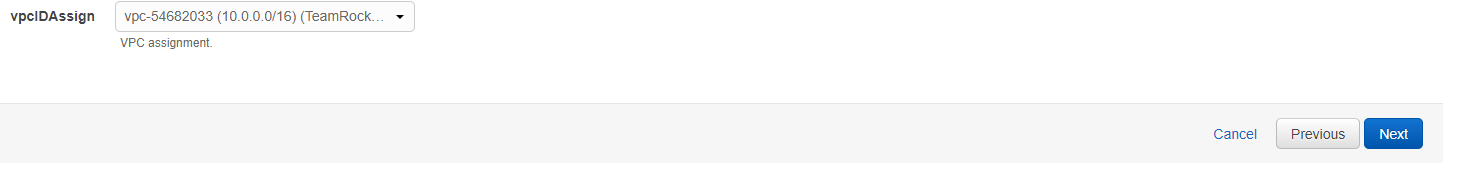 vpcIDAssign vpc-54682033 (10.0.0.0/16) (TeamRock...
VPC assignment.
Cancel Previous Next